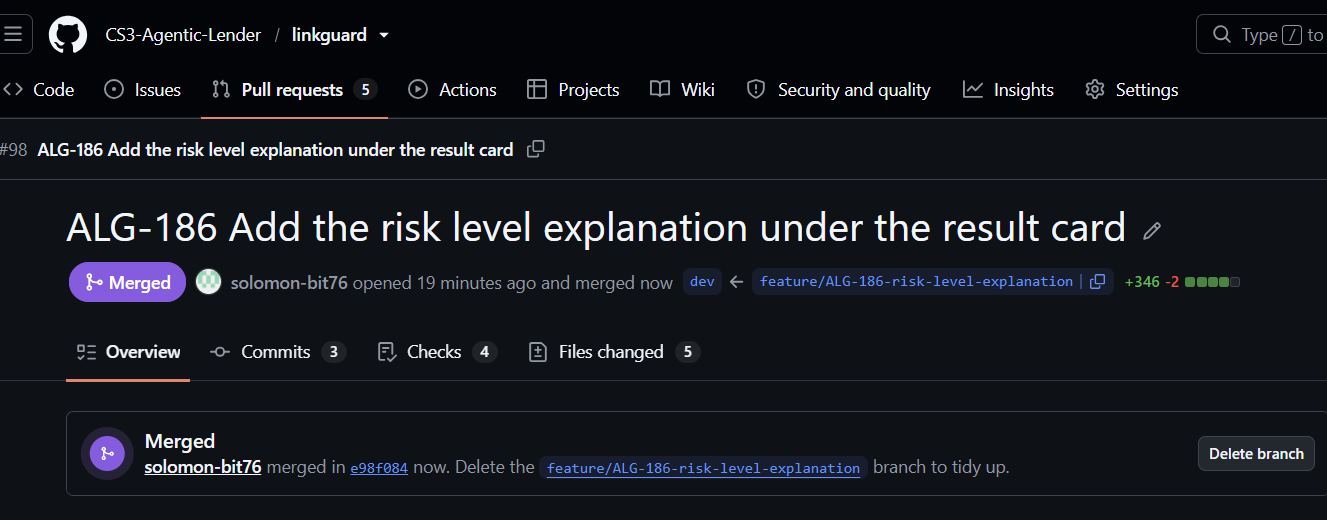 CS3-Agentic-Lender / linkguard
Type / to
Code Issues Pull requests 5 Actions Projects Wiki Security and quality Insights Settings
#98 ALG-186 Add the risk level explanation under the result card
ALG-186 Add the risk level explanation under the result card
Merged solomon-bit76 opened 19 minutes ago and merged now dev ← feature/ALG-186-risk-level-explanation +346 -2
Overview Commits 3 Checks 4 Files changed 5
Merged
solomon-bit76 merged in e98f084 now. Delete the feature/ALG-186-risk-level-explanation branch to tidy up.
Delete branch